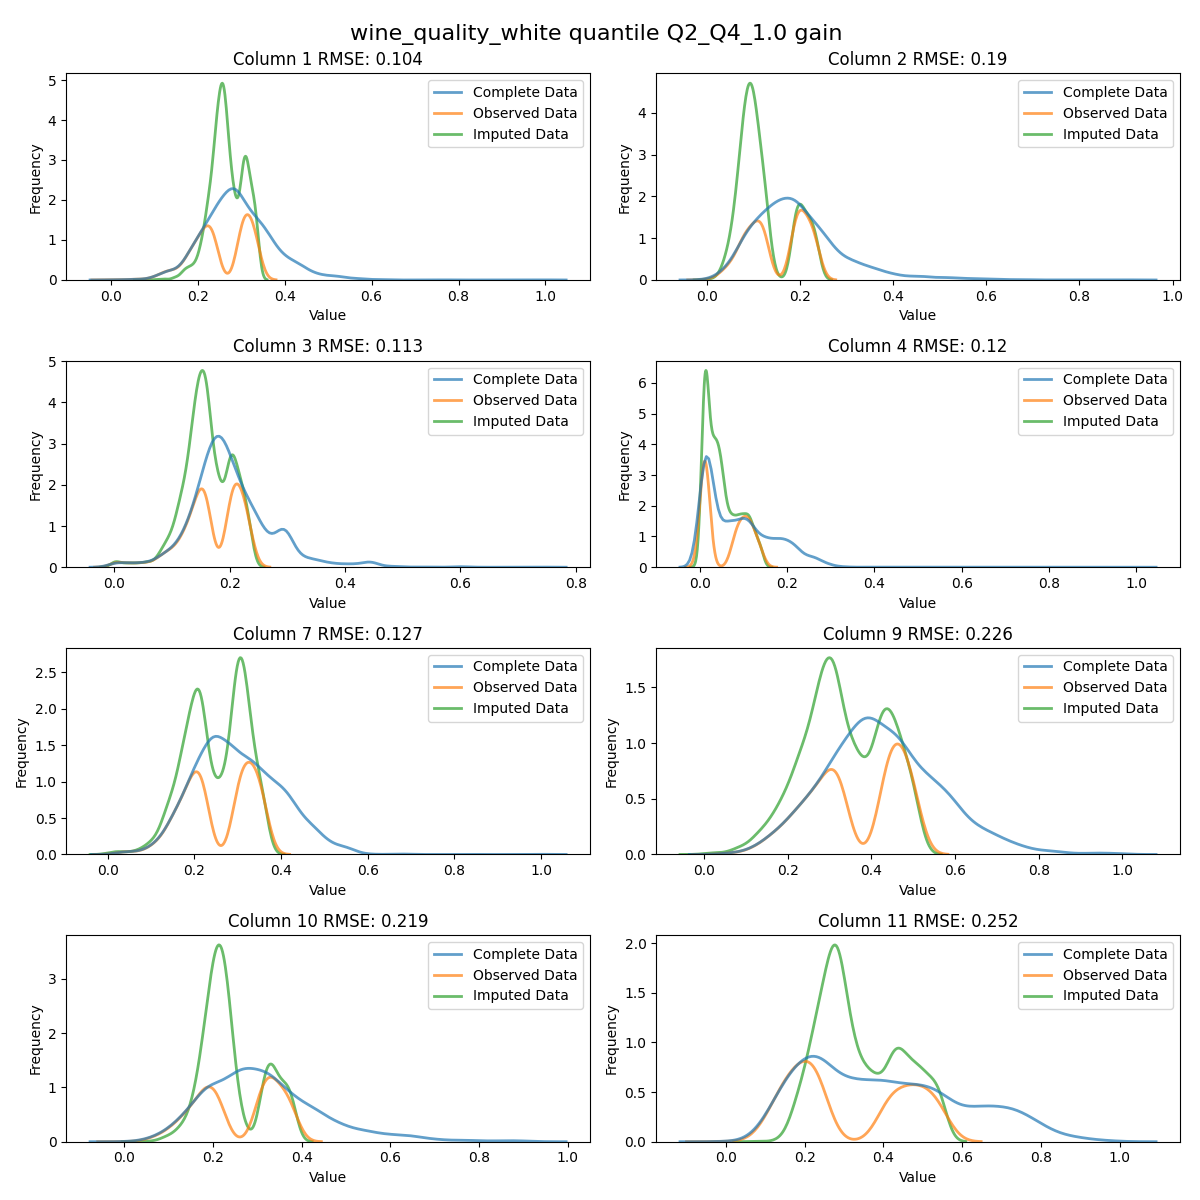 wine_quality_white quantile Q2_Q4_1.0 gain
Column 1 RMSE: 0.104
Frequency
5
4
3
2
1
0
Complete Data
Observed Data
Imputed Data
0.0 0.2 0.4 0.6 0.8 1.0
Value
Column 2 RMSE: 0.19
Frequency
4
3
2
1
0
Complete Data
Observed Data
Imputed Data
0.0 0.2 0.4 0.6 0.8 1.0
Value
Column 3 RMSE: 0.113
Frequency
5
4
3
2
1
0
Complete Data
Observed Data
Imputed Data
0.0 0.2 0.4 0.6 0.8
Value
Column 4 RMSE: 0.12
Frequency
6
5
4
3
2
1
0
Complete Data
Observed Data
Imputed Data
0.0 0.2 0.4 0.6 0.8 1.0
Value
Column 7 RMSE: 0.127
Frequency
2.5
2.0
1.5
1.0
0.5
0.0
Complete Data
Observed Data
Imputed Data
0.0 0.2 0.4 0.6 0.8 1.0
Value
Column 9 RMSE: 0.226
Frequency
1.5
1.0
0.5
0.0
Complete Data
Observed Data
Imputed Data
0.0 0.2 0.4 0.6 0.8 1.0
Value
Column 10 RMSE: 0.219
Frequency
3
2
1
0
Complete Data
Observed Data
Imputed Data
0.0 0.2 0.4 0.6 0.8 1.0
Value
Column 11 RMSE: 0.252
Frequency
2.0
1.5
1.0
0.5
0.0
Complete Data
Observed Data
Imputed Data
0.0 0.2 0.4 0.6 0.8 1.0
Value